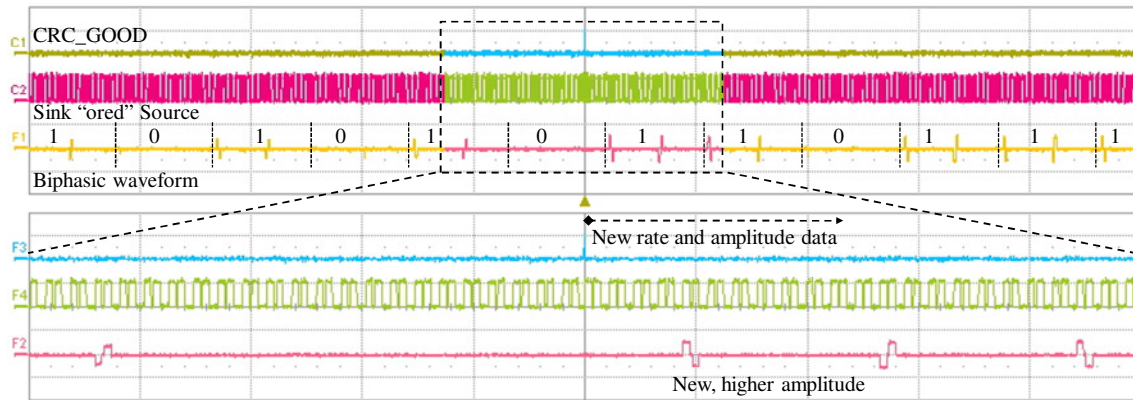 C1 CRC_GOOD
C2
Sink “ored” Source
F1 1 0 1 0 1 0 1 1 0 1 1 1
Biphasic waveform
F3 New rate and amplitude data
F4
F2
New, higher amplitude